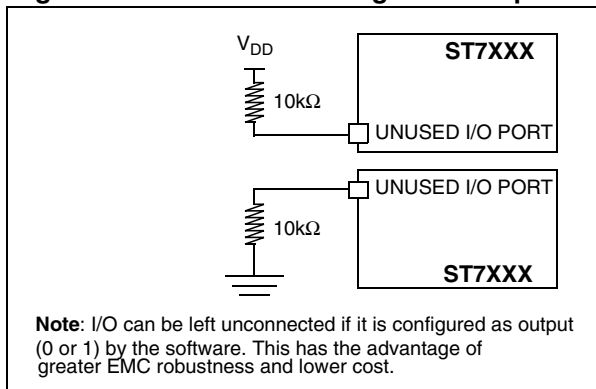 V_DD
ST7XXX
10kΩ
UNUSED I/O PORT
UNUSED I/O PORT
10kΩ
ST7XXX
Note: I/O can be left unconnected if it is configured as output
(0 or 1) by the software. This has the advantage of
greater EMC robustness and lower cost.